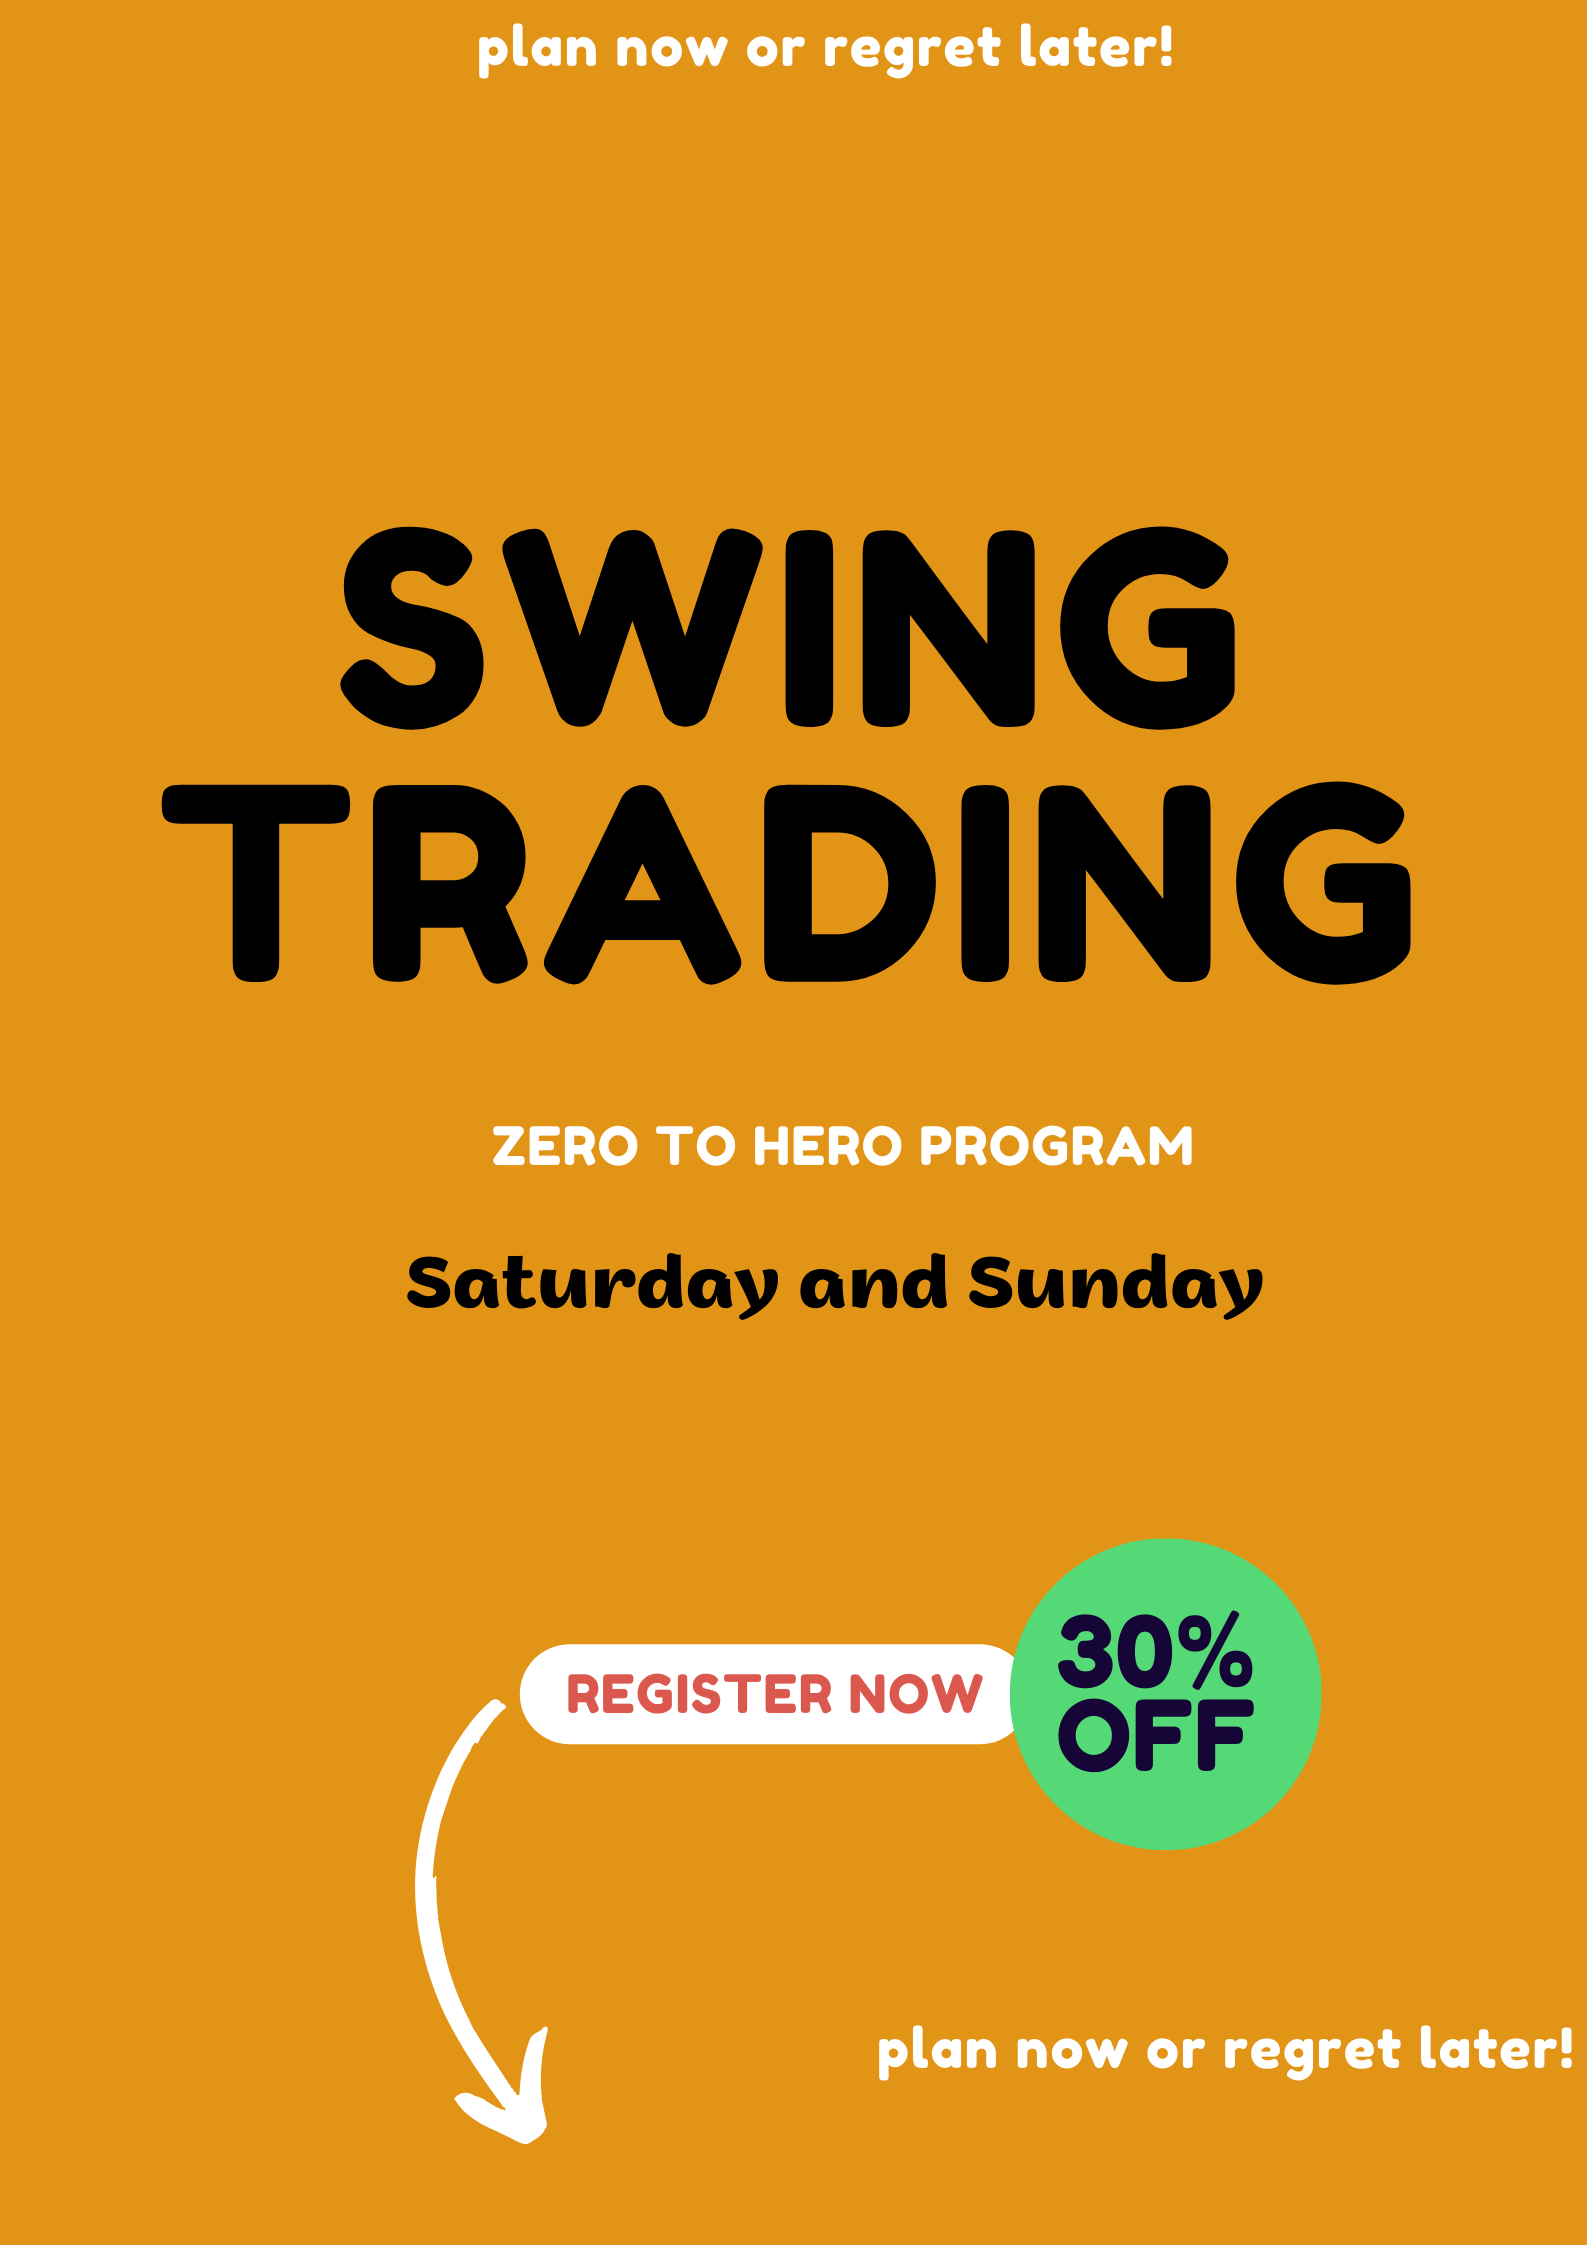 plan now or regret later!
SWING
TRADING
ZERO TO HERO PROGRAM
Saturday and Sunday
REGISTER NOW
30%
OFF
plan now or regret later!